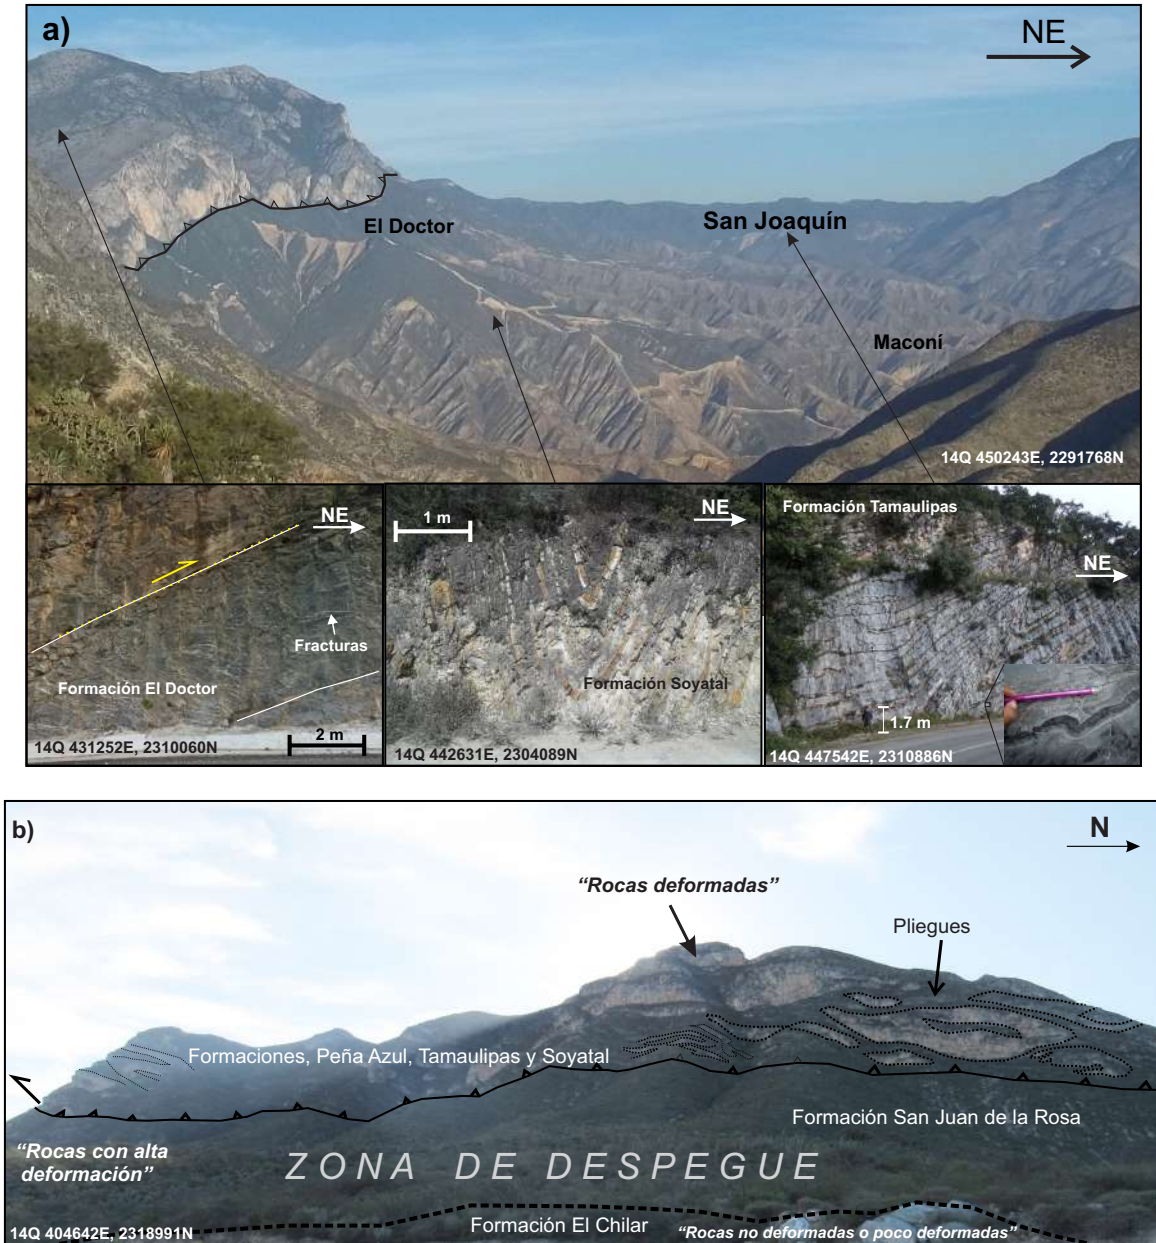 a)
NE
El Doctor
San Joaquín
Maconí
14Q 450243E, 2291768N
NE
Fracturas
Formación El Doctor
14Q 431252E, 2310060N
2 m
1 m
NE
Formación Soyatal
14Q 442631E, 2304089N
Formación Tamaulipas
NE
1.7 m
14Q 447542E, 2310886N
b)
N
“Rocas deformadas”
Pliegues
Formaciones, Peña Azul, Tamaulipas y Soyatal
Formación San Juan de la Rosa
“Rocas con alta
deformación”
ZONA DE DESPEGUE
14Q 404642E, 2318991N
Formación El Chilar
“Rocas no deformadas o poco deformadas”